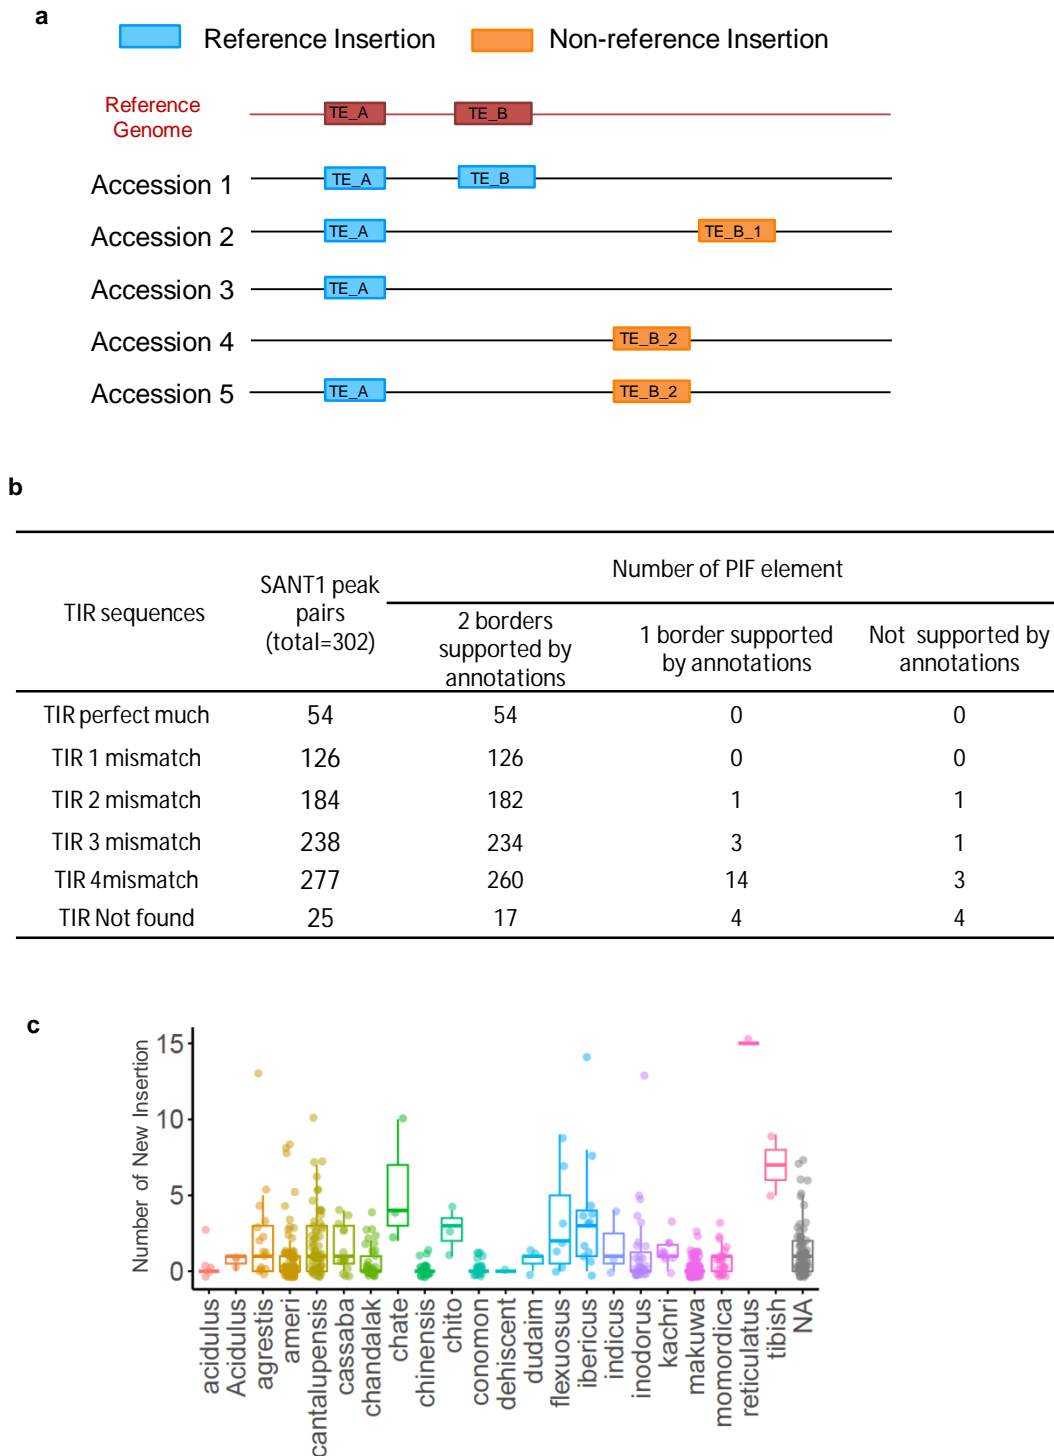 a
Reference Insertion Non-reference Insertion
Reference
Genome
TE_A TE_B
Accession 1 TE_A TE_B
Accession 2 TE_A TE_B_1
Accession 3 TE_A
Accession 4 TE_B_2
Accession 5 TE_A TE_B_2
b
TIR sequences
SANT1 peak
pairs
(total=302)
Number of PIF element
2 borders
supported by
annotations
1 border supported
by annotations
Not supported by
annotations
TIR perfect much 54 54 0 0
TIR 1 mismatch 126 126 0 0
TIR 2 mismatch 184 182 1 1
TIR 3 mismatch 238 234 3 1
TIR 4mismatch 277 260 14 3
TIR Not found 25 17 4 4
c
Number of New Insertion
15
10
5
0
acidulus
Acidulus
agrestis
ameri
cantalupensis
cassaba
chandalak
chate
chinensis
chito
conomon
dehiscent
dudaim
flexuosus
ibericus
indicus
inodorus
kachri
makuwa
momordica
reticulatus
tibish
NA